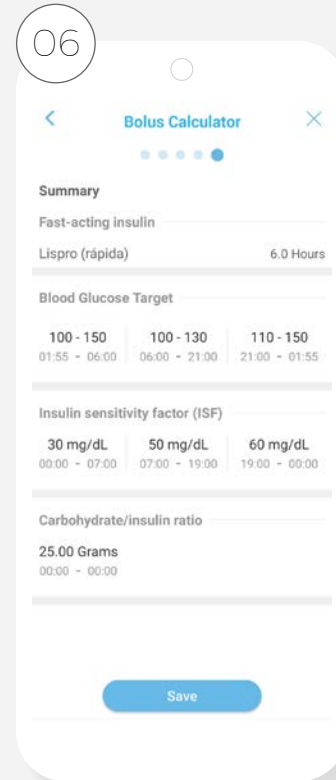 06
Bolus Calculator
Summary
Fast-acting insulin
Lispro (rápida) 6.0 Hours
Blood Glucose Target
100 - 150 100 - 130 110 - 150
01:55 - 06:00 06:00 - 21:00 21:00 - 01:55
Insulin sensitivity factor (ISF)
30 mg/dL 50 mg/dL 60 mg/dL
00:00 - 07:00 07:00 - 19:00 19:00 - 00:00
Carbohydrate/insulin ratio
25.00 Grams
00:00 - 00:00
Save